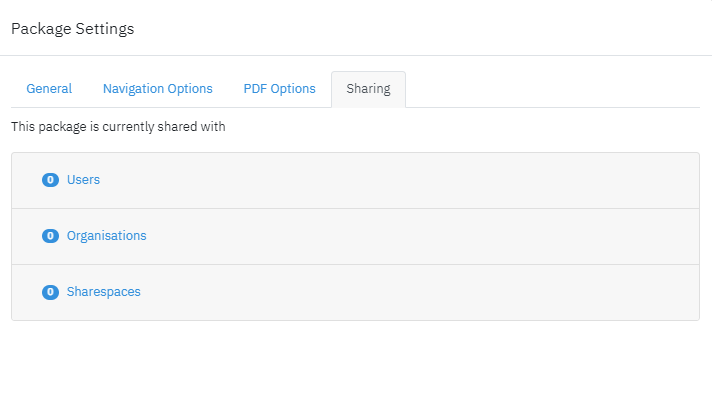 Package Settings
General Navigation Options PDF Options Sharing
This package is currently shared with
0 Users
0 Organisations
0 Sharespaces